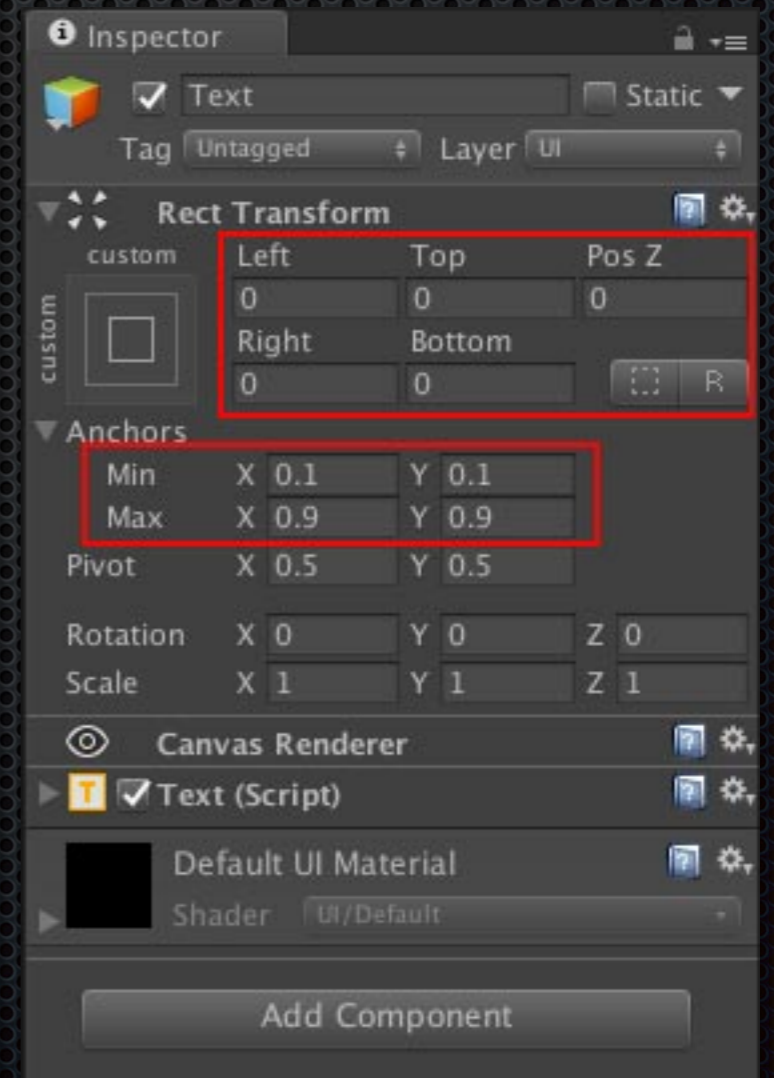 Inspector
Text Static
Tag Untagged Layer UI
Rect Transform
custom
custom
Left Top Pos Z
0 0 0
Right Bottom
0 0 R
Anchors
Min X 0.1 Y 0.1
Max X 0.9 Y 0.9
Pivot X 0.5 Y 0.5
Rotation X 0 Y 0 Z 0
Scale X 1 Y 1 Z 1
Canvas Renderer
T Text (Script)
Default UI Material
Shader UI/Default
Add Component